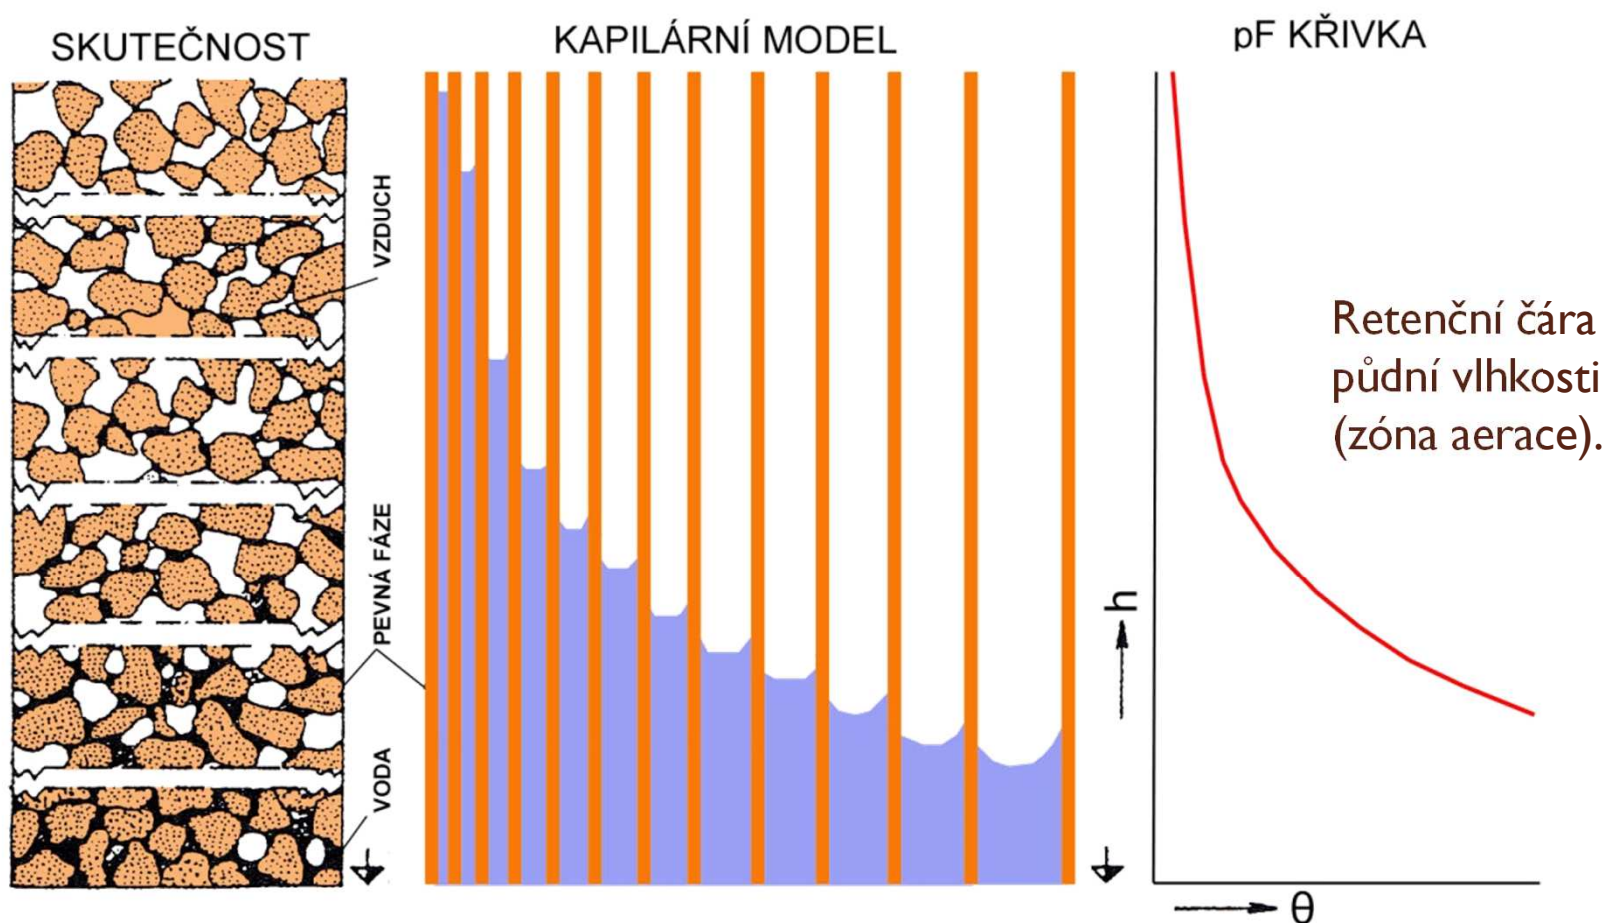 SKUTEČNOST
KAPILÁRNÍ MODEL
pF KŘIVKA
VZDUCH
PEVNÁ FÁZE
VODA
h
θ
Retenční čára
půdní vlhkosti
(zóna aerace).